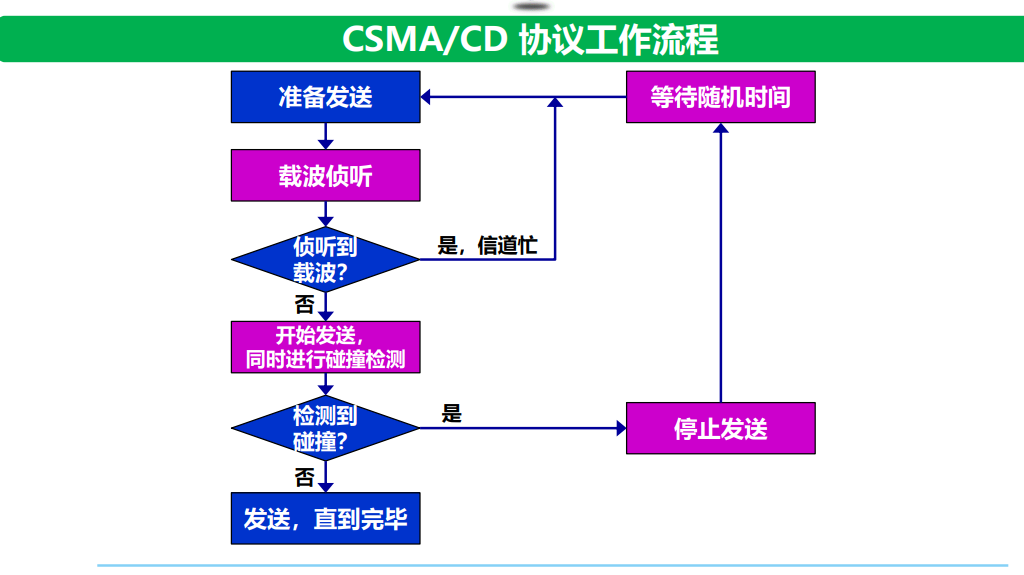 CSMA/CD 协议工作流程
准备发送
等待随机时间
载波侦听
侦听到
载波?
是，信道忙
否
开始发送，
同时进行碰撞检测
检测到
碰撞?
是
停止发送
否
发送，直到完毕